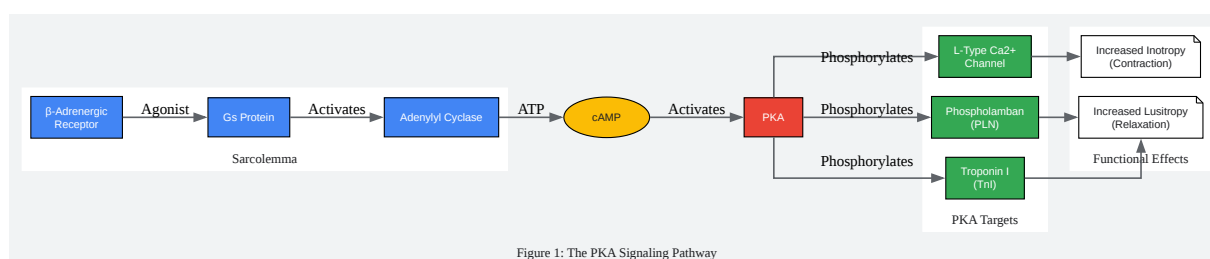 β-Adrenergic
Receptor
Agonist
Gs Protein
Activates
Adenylyl Cyclase
Sarcolemma
ATP
cAMP
Activates
PKA
Phosphorylates
Phosphorylates
Phosphorylates
L-Type Ca2+
Channel
Phospholamban
(PLN)
Troponin I
(TnI)
PKA Targets
Increased Inotropy
(Contraction)
Increased Lusitropy
(Relaxation)
Functional Effects
Figure 1: The PKA Signaling Pathway